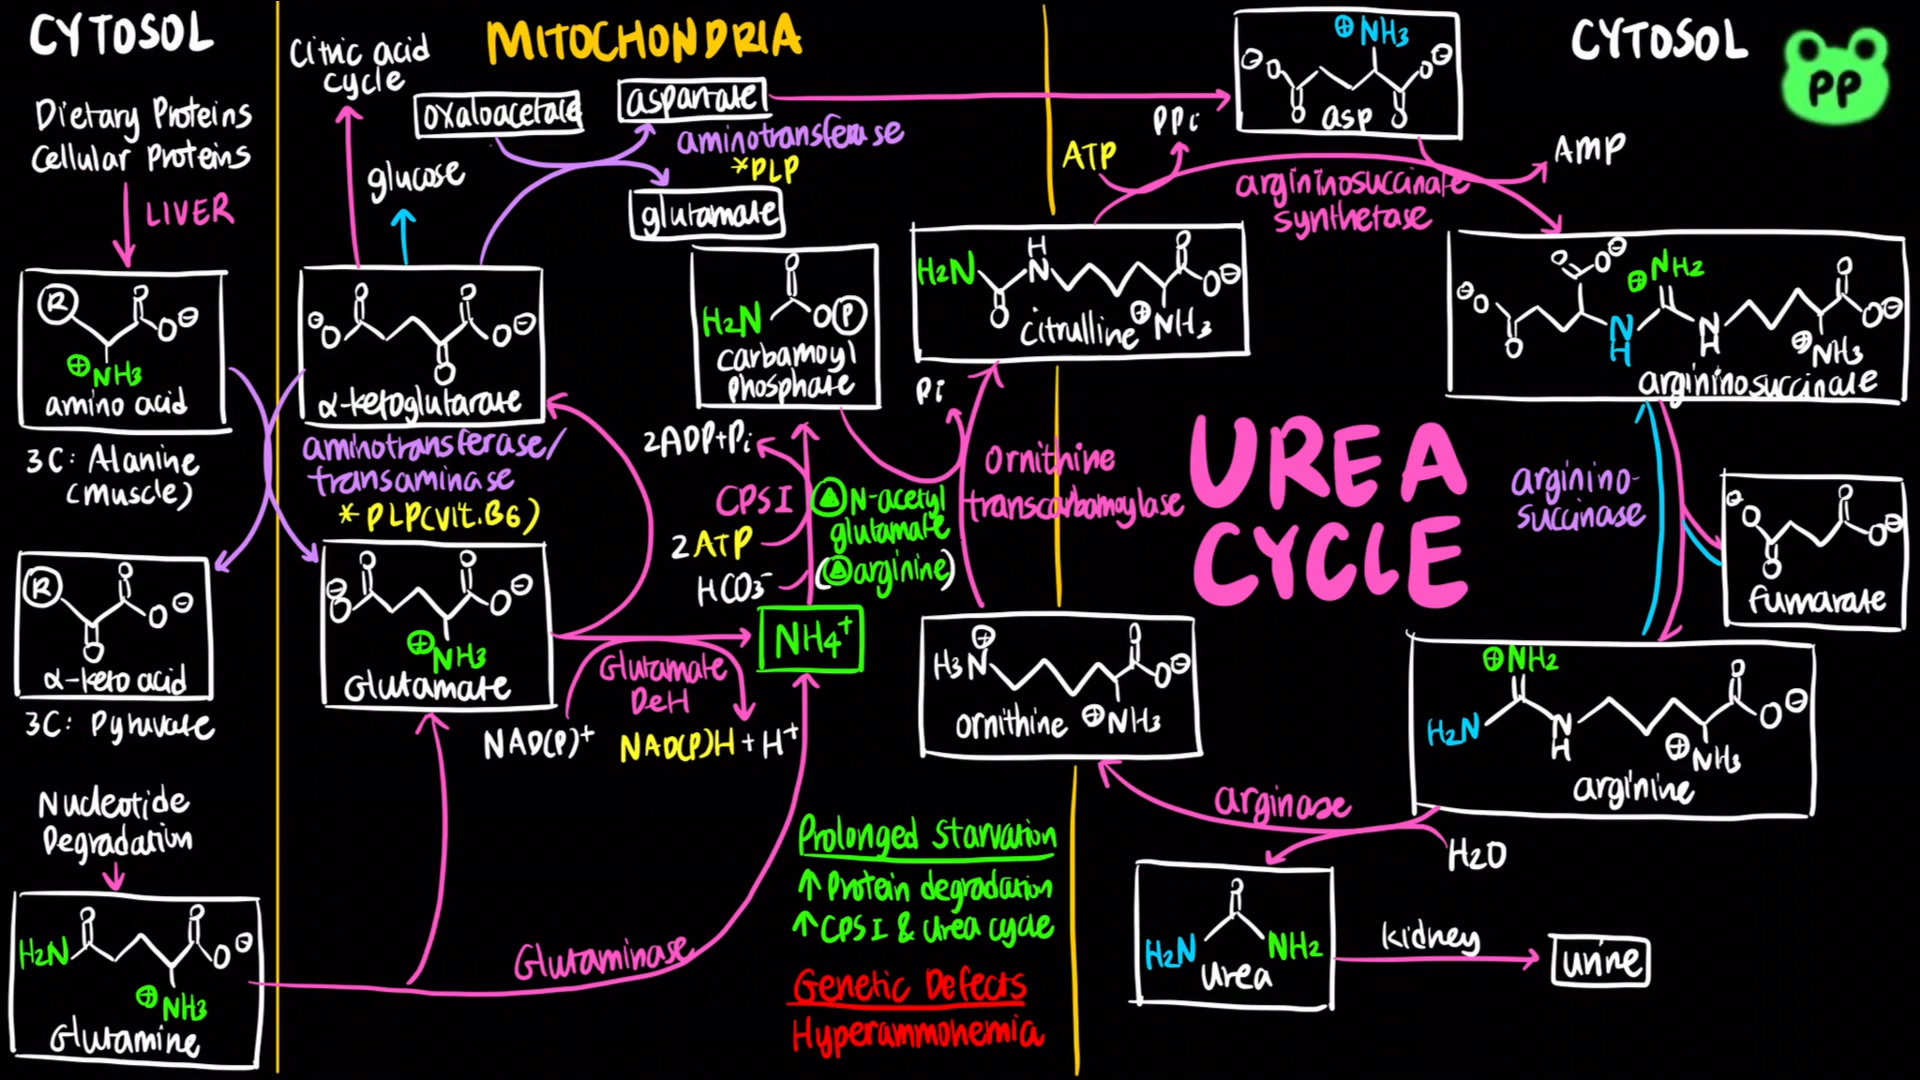 CYTOSOL
Dietary Proteins
Cellular Proteins
LIVER
R
O
O⊖
⊕NH3
amino acid
3C: Alanine
(muscle)
R
O
O⊖
O
α-keto acid
3C: Pyruvate
Nucleotide
Degradation
H2N
O
O
O⊖
⊕NH3
Glutamine
MITOCHONDRIA
Citric acid
cycle
glucose
oxaloacetate
aspartate
aminotransferase
*PLP
glutamate
⊖O
O
O
O⊖
O
α-ketoglutarate
aminotransferase/
transaminase
* PLP(vit.B6)
⊖O
O
O
O⊖
⊕NH3
Glutamate
Glutamate
DeH
NAD(P)+
NAD(P)H + H+
Glutaminase
NH4+
HCO3-
2 ATP
CPS I
2ADP+Pi
N-acetyl
glutamate
(arginine)
O
H2N
OP
carbamoyl
phosphate
Pi
Ornithine
transcarbamoylase
H2N
H
N
O
O
O⊖
citrulline
⊕NH3
⊕
H3N
O
O⊖
ornithine
⊕NH3
Prolonged Starvation
↑Protein degradation
↑CPS I & Urea cycle
Genetic Defects
Hyperammonemia
CYTOSOL
PP
⊕NH3
⊖O
O
O
O⊖
asp
ATP
PPi
AMP
argininosuccinate
synthetase
O
O⊖
⊕NH2
⊖O
O
N
H
N
H
O
O⊖
⊕NH3
argininosuccinate
UREA
CYCLE
arginino-
succinase
⊖O
O
O
O⊖
fumarate
⊕NH2
H2N
N
H
O
O⊖
⊕NH3
arginine
arginase
H2O
O
H2N
NH2
urea
kidney
urine